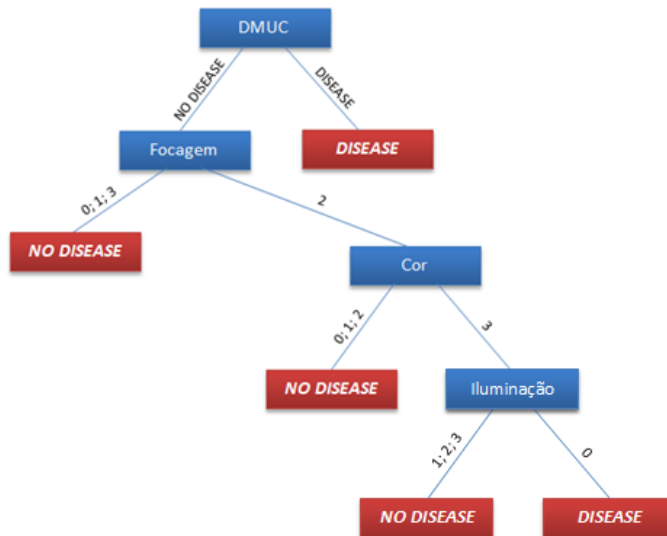 DMUC
NO DISEASE
DISEASE
Focagem
DISEASE
0; 1; 3
2
NO DISEASE
Cor
0; 1; 2
3
NO DISEASE
Iluminação
1; 2; 3
0
NO DISEASE
DISEASE